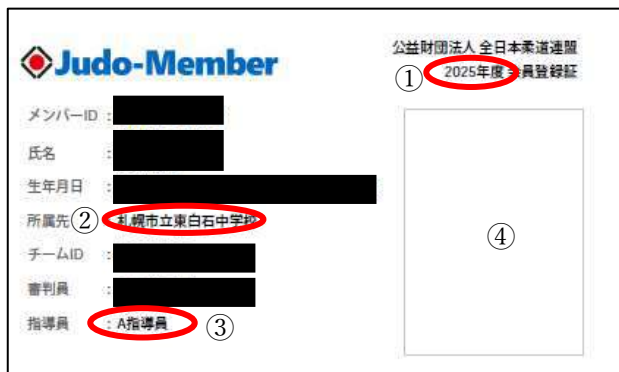 公益財団法人 全日本柔道連盟
Judo-Member
① 2025年度 会員登録証
メンバーID :
氏名 :
生年月日 :
所属先② 札幌市立東白石中学校
④
チームID :
審判員 :
指導員 : A指導員 ③